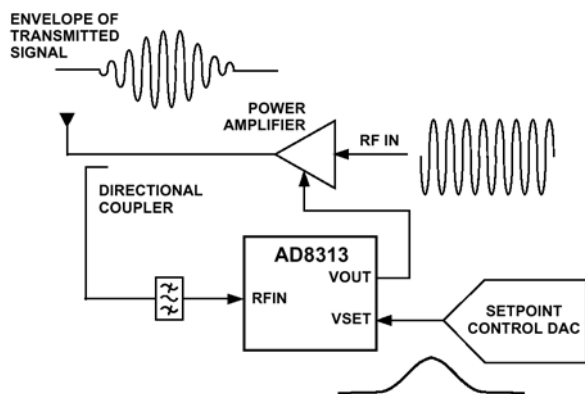 ENVELOPE OF
TRANSMITTED
SIGNAL
POWER
AMPLIFIER
RF IN
DIRECTIONAL
COUPLER
AD8313
VOUT
RFIN
VSET
SETPOINT
CONTROL DAC